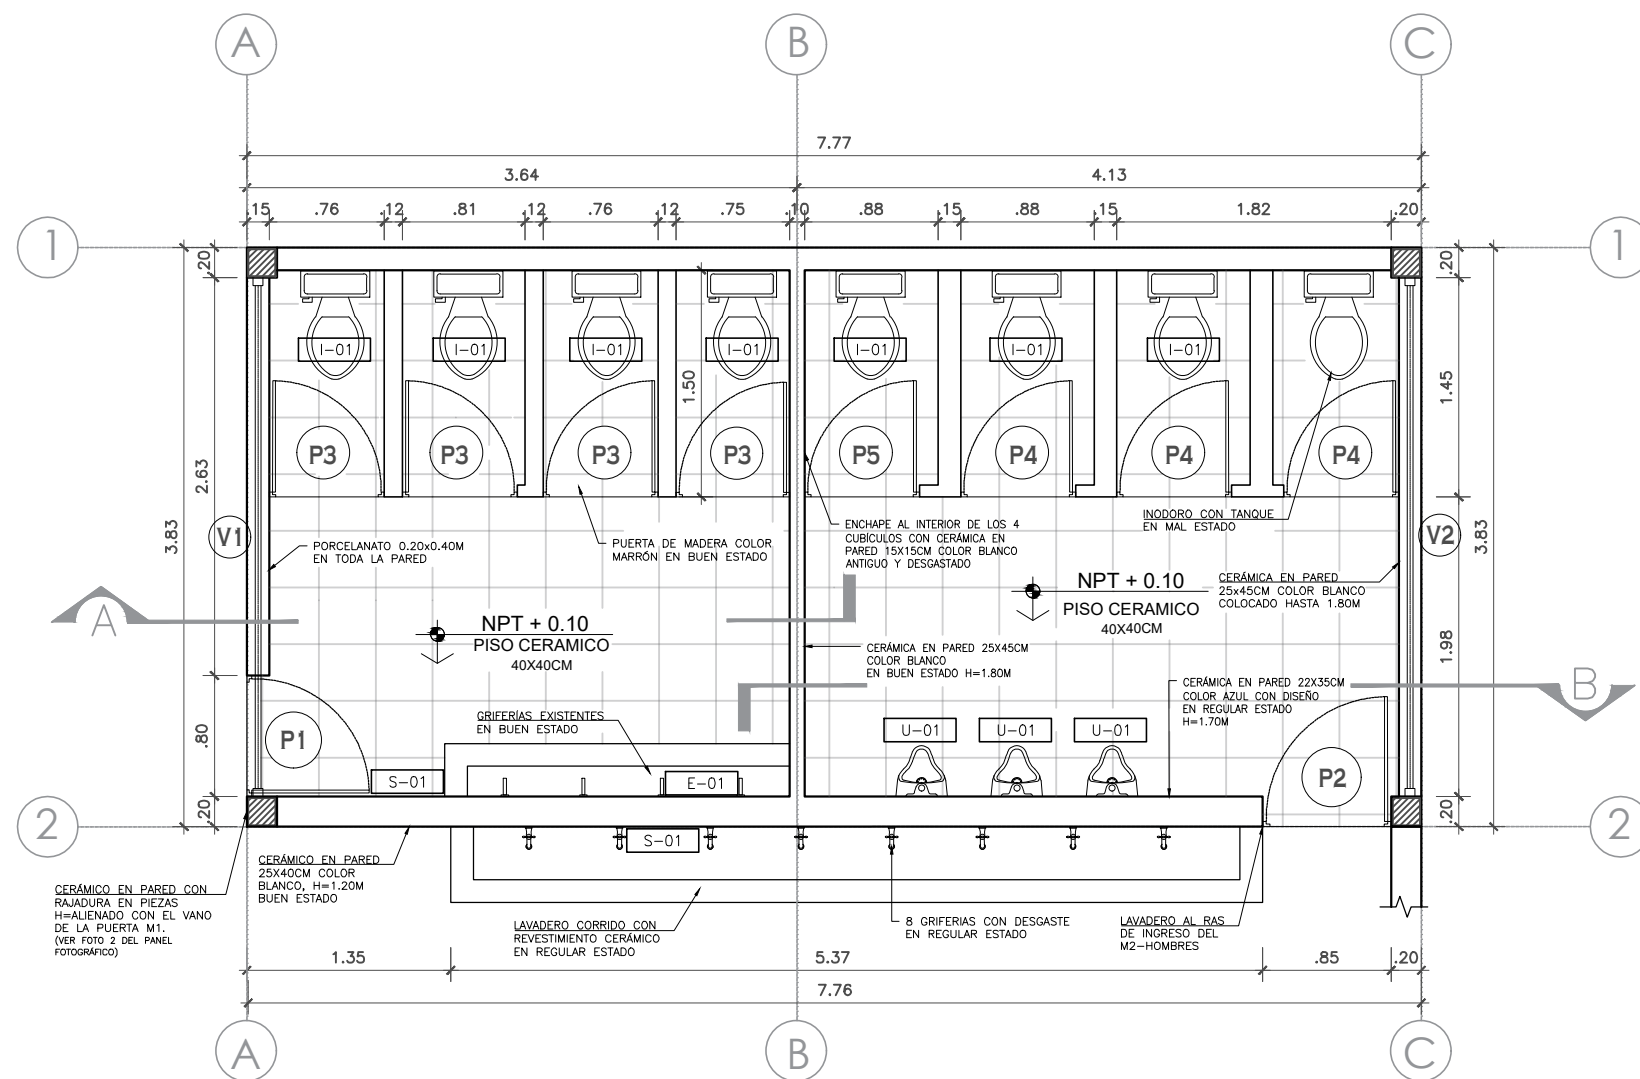 A
B
C
7.77
3.64
4.13
.15
.76
.12
.81
.12
.76
.12
.75
.10
.88
.15
.88
.15
1.82
.20
1
1
.20
.20
I-01
I-01
I-01
I-01
I-01
I-01
I-01
1.50
1.45
P3
P3
P3
P3
P5
P4
P4
P4
2.63
3.83
V1
V2
3.83
PORCELANATO 0.20x0.40M
EN TODA LA PARED
PUERTA DE MADERA COLOR
MARRÓN EN BUEN ESTADO
ENCHAPE AL INTERIOR DE LOS 4
CUBÍCULOS CON CERÁMICA EN
PARED 15X15CM COLOR BLANCO
ANTIGUO Y DESGASTADO
INODORO CON TANQUE
EN MAL ESTADO
CERÁMICA EN PARED
25x45CM COLOR BLANCO
COLOCADO HASTA 1.80M
A
NPT + 0.10
PISO CERAMICO
40X40CM
NPT + 0.10
PISO CERAMICO
40X40CM
CERÁMICA EN PARED 25X45CM
COLOR BLANCO
EN BUEN ESTADO H=1.80M
1.98
CERÁMICA EN PARED 22X35CM
COLOR AZUL CON DISEÑO
EN REGULAR ESTADO
H=1.70M
B
.80
P1
GRIFERÍAS EXISTENTES
EN BUEN ESTADO
U-01
U-01
U-01
S-01
E-01
P2
.20
.20
2
2
S-01
CERÁMICO EN PARED
25X40CM COLOR
BLANCO, H=1.20M
BUEN ESTADO
CERÁMICO EN PARED CON
RAJADURA EN PIEZAS
H=ALIENADO CON EL VANO
DE LA PUERTA M1.
(VER FOTO 2 DEL PANEL
FOTOGRÁFICO)
LAVADERO CORRIDO CON
REVESTIMIENTO CERÁMICO
EN REGULAR ESTADO
8 GRIFERIAS CON DESGASTE
EN REGULAR ESTADO
LAVADERO AL RAS
DE INGRESO DEL
M2-HOMBRES
1.35
5.37
.85
.20
7.76
A
B
C